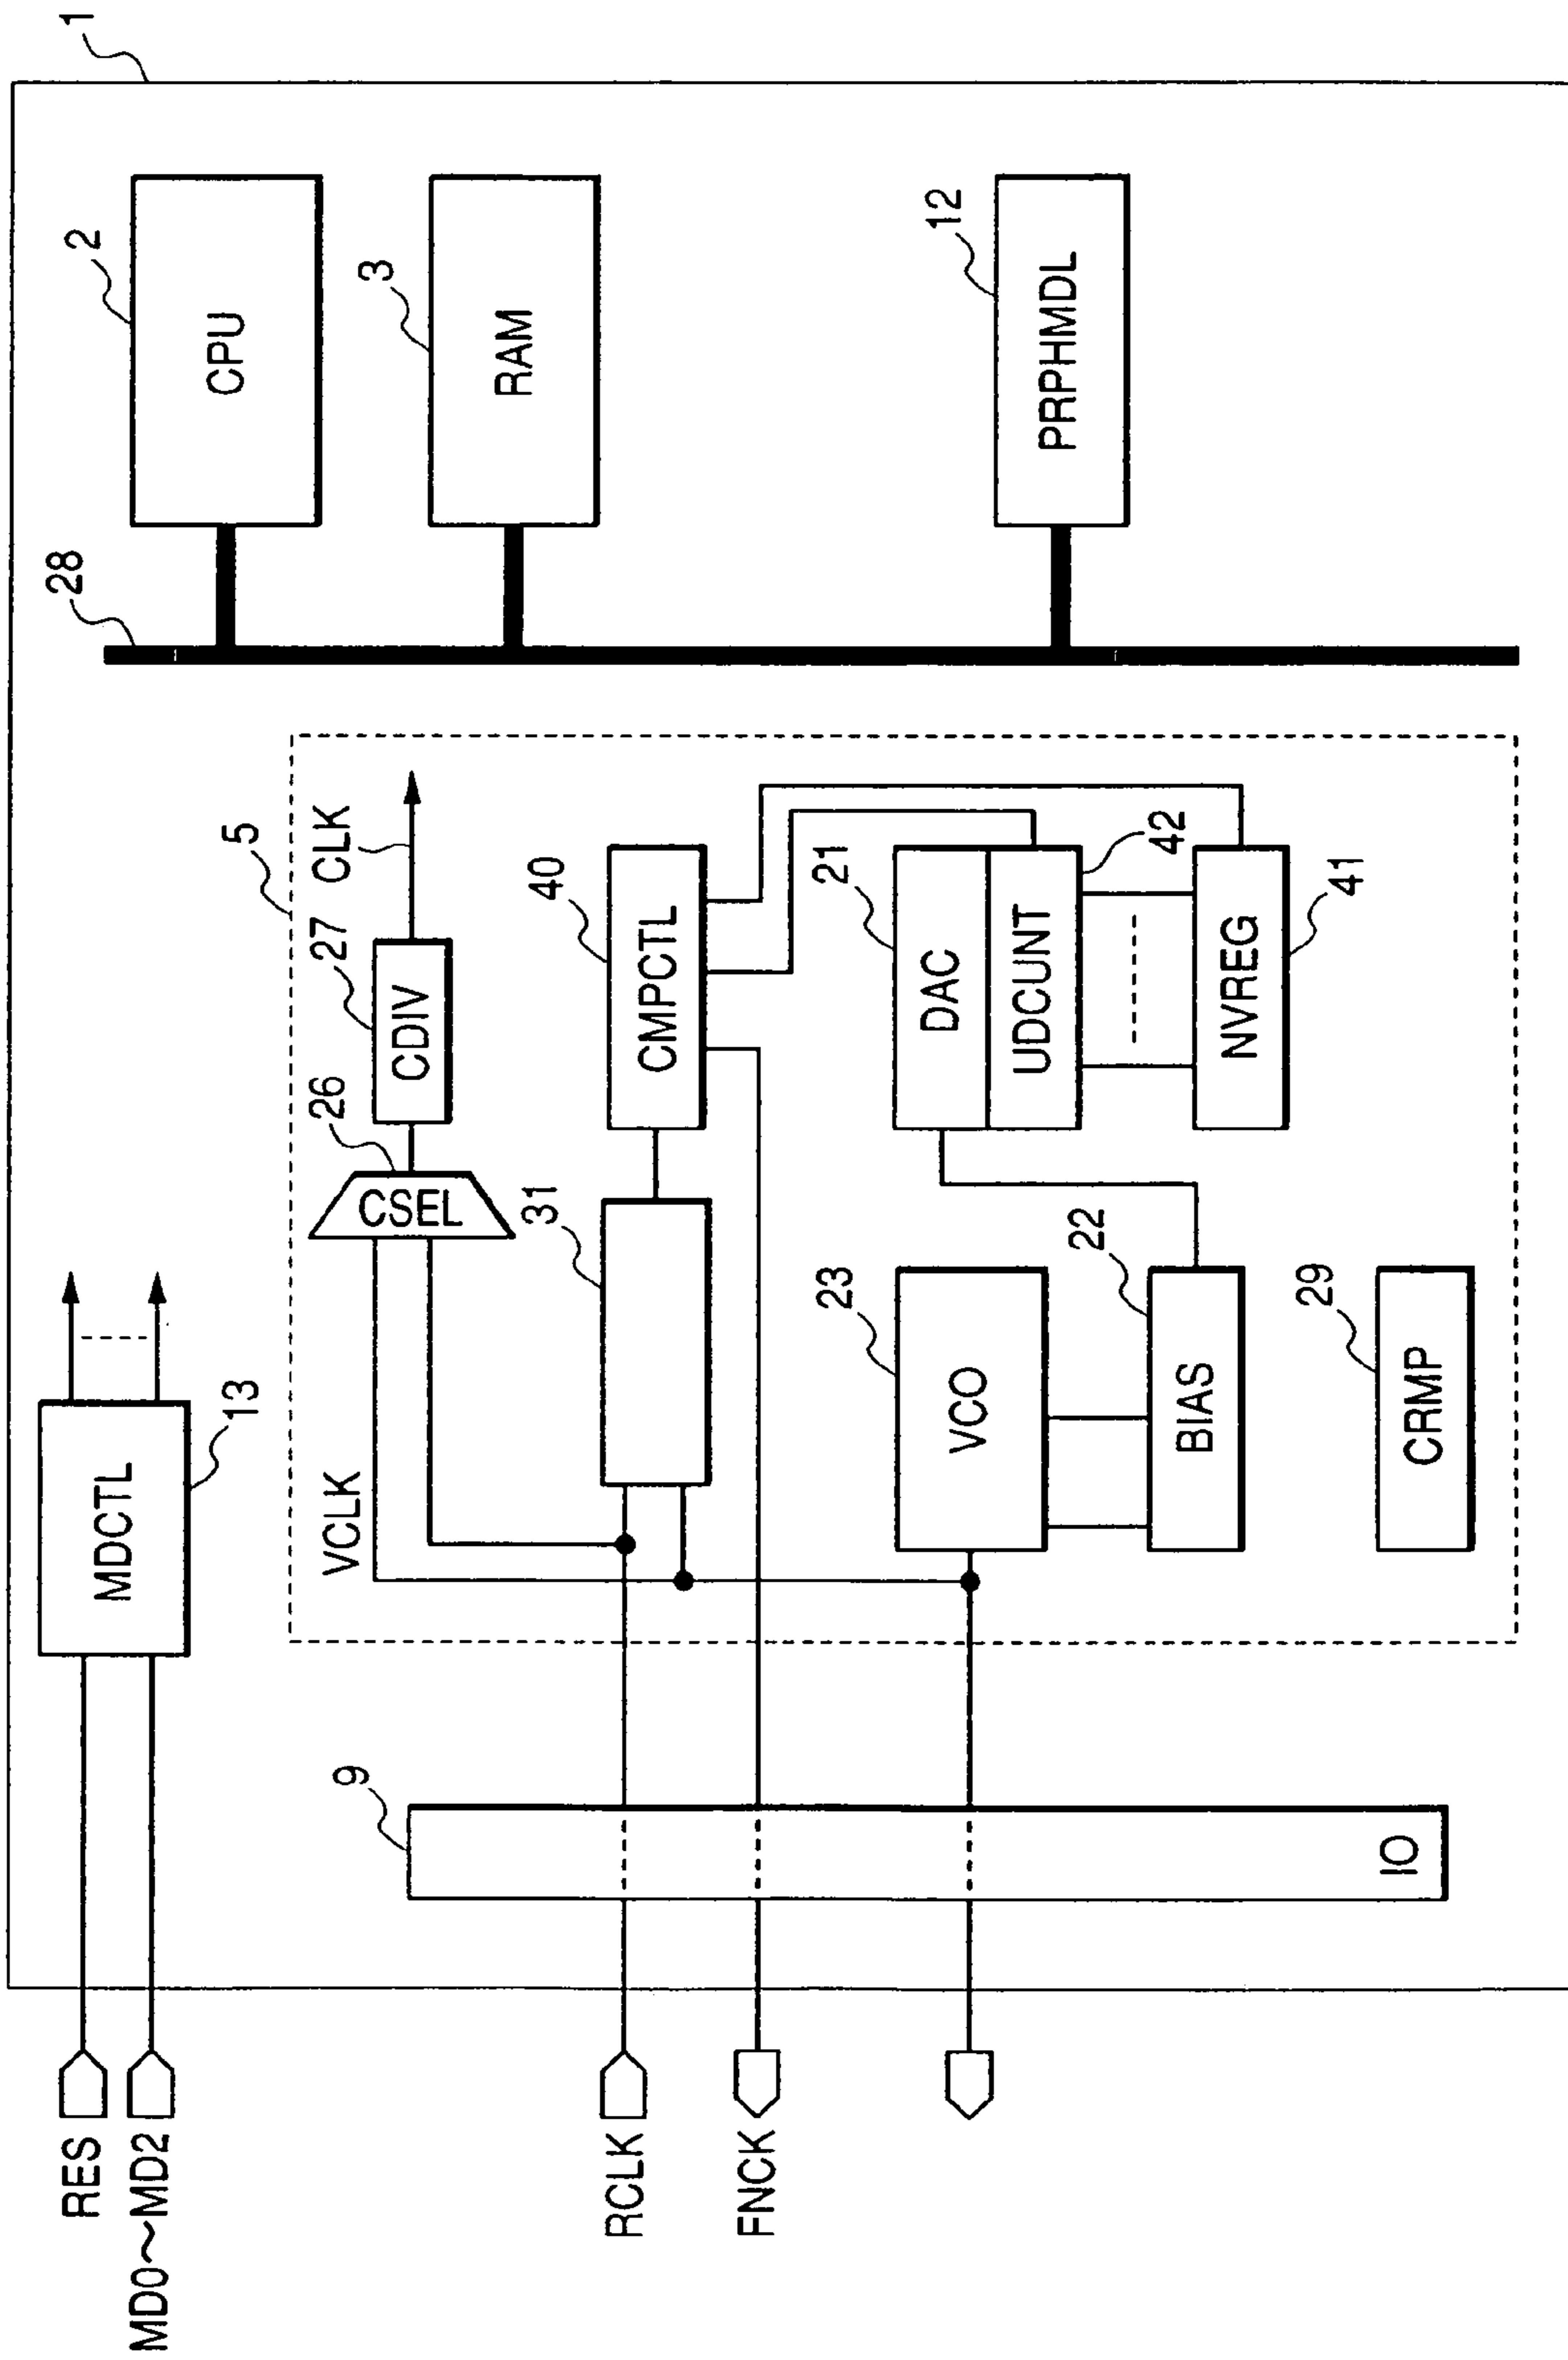 1
RES
MD0~MD2
MDCTL
13
28
2
CPU
3
RAM
12
PRPHMDL
5
VCLK
CSEL
26
CDIV
27
CLK
31
CMPCTL
40
RCLK
FNCK
9
IO
VCO
23
BIAS
22
CRMP
29
DAC
21
UDCUNT
42
NVREG
41